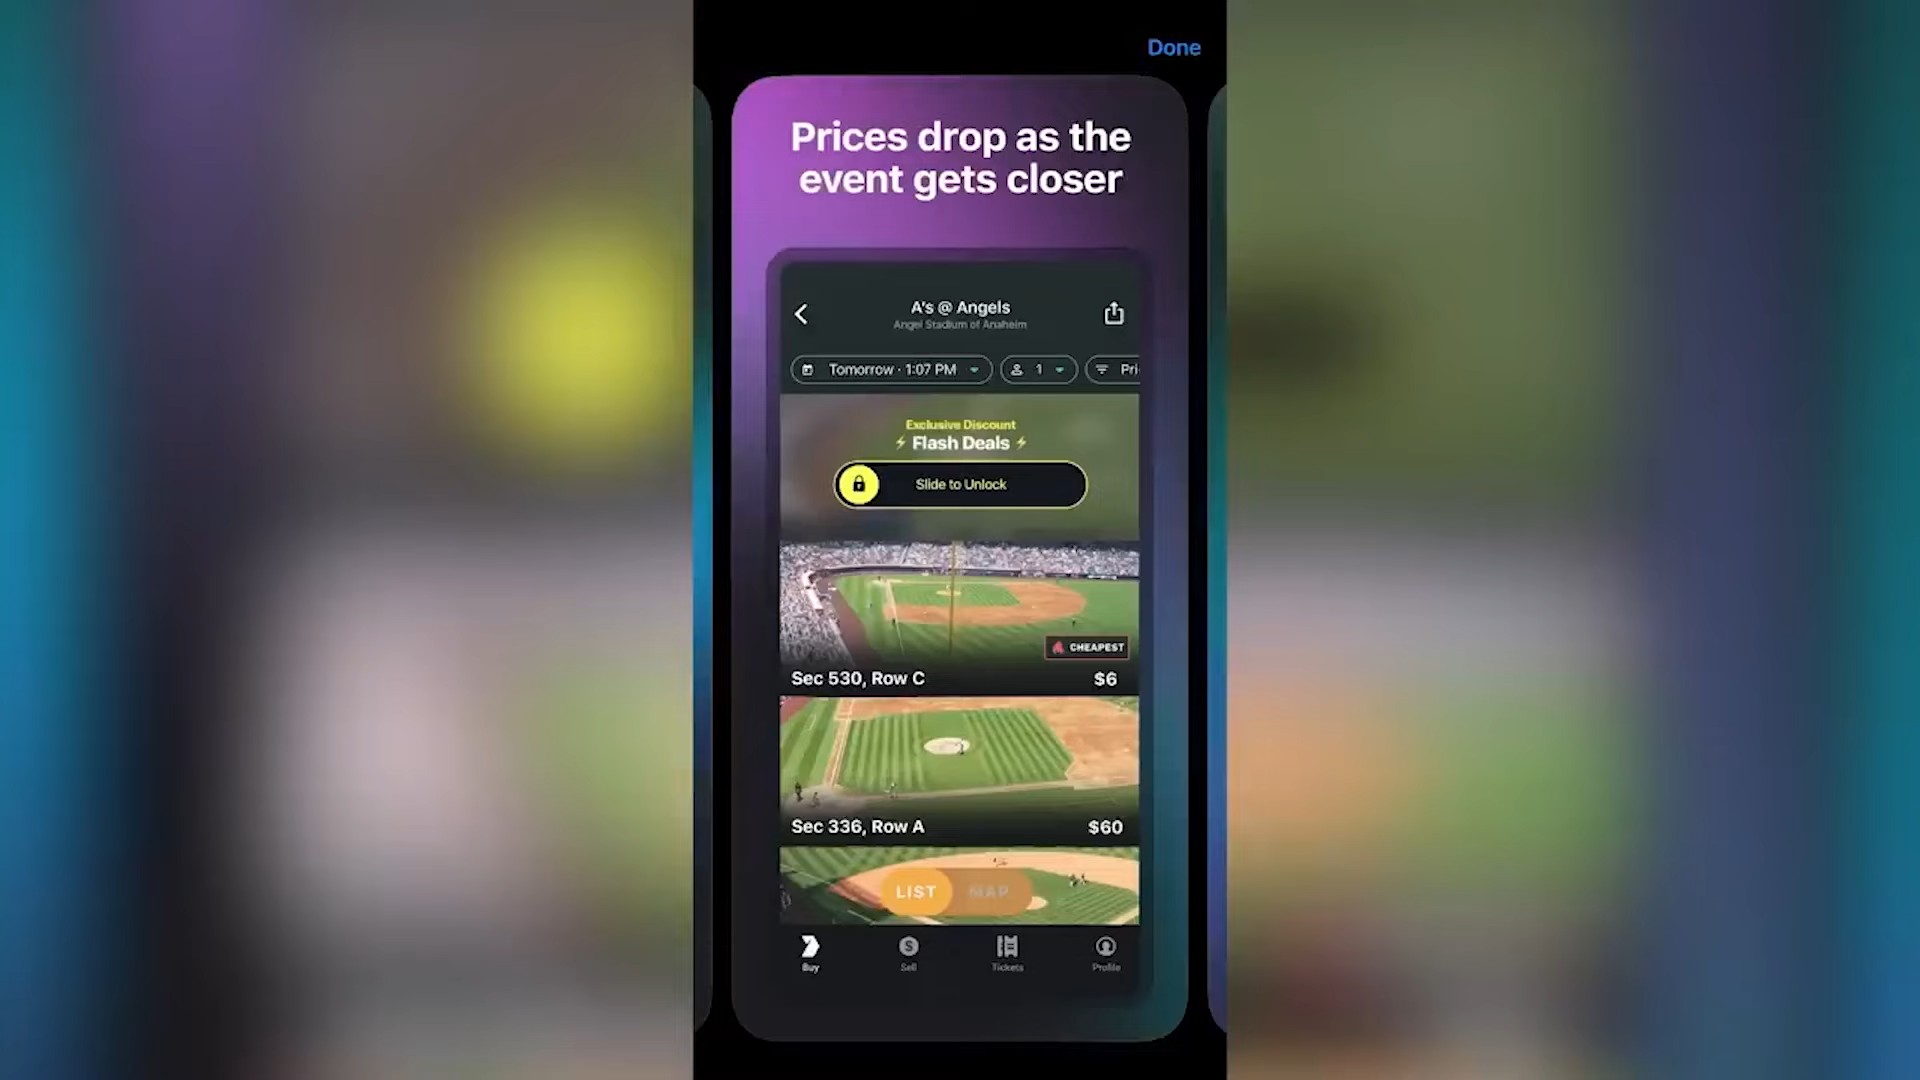 Done
Prices drop as the
event gets closer
A's @ Angels
Angel Stadium of Anaheim
Tomorrow · 1:07 PM
1
Pri
Exclusive Discount
⚡ Flash Deals ⚡
Slide to Unlock
CHEAPEST
Sec 530, Row C
$6
Sec 336, Row A
$60
LIST
MAP
Buy
Sell
Tickets
Profile